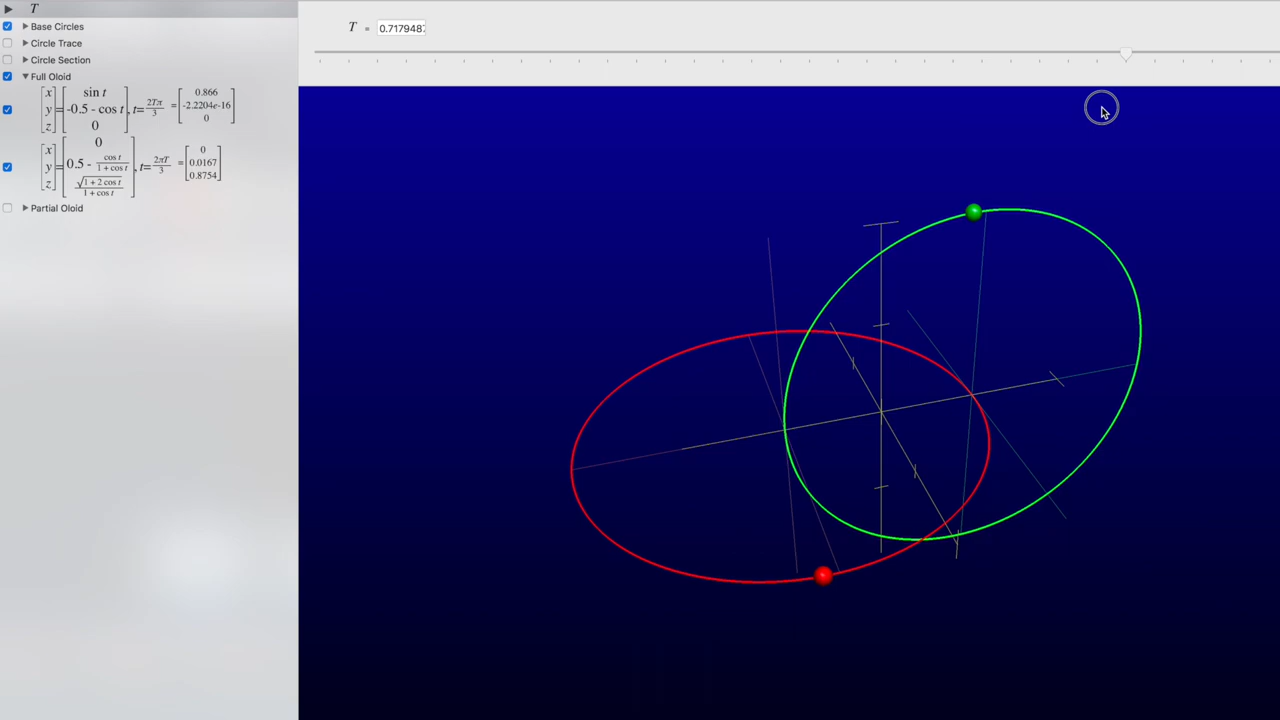 T
T = 0.7179487
Base Circles
Circle Trace
Circle Section
Full Oloid
[x y z] = [sin t, -0.5 - cos t, 0], t= 2Tπ/3 = [0.866, -2.2204e-16, 0]
[x y z] = [0, 0.5 - cos t/1 + cos t, √1 + 2 cos t/1 + cos t], t= 2πT/3 = [0, 0.0167, 0.8754]
Partial Oloid